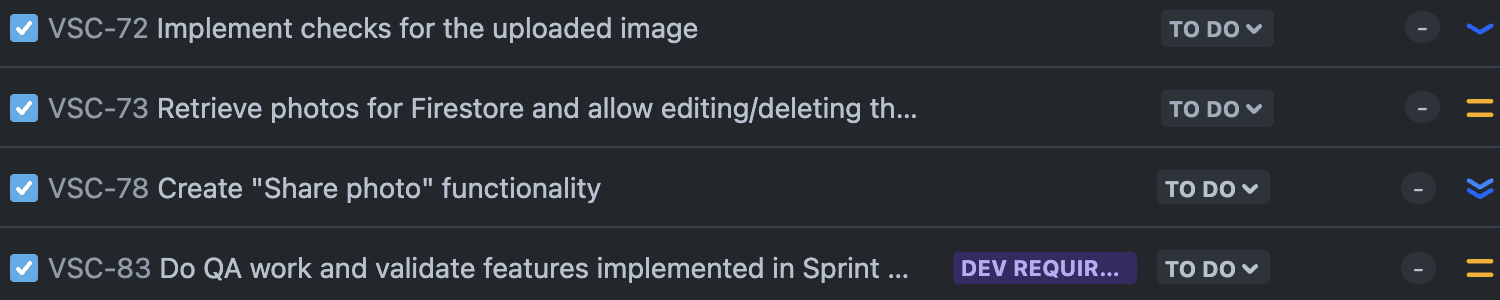 VSC-72 Implement checks for the uploaded image TO DO -
VSC-73 Retrieve photos for Firestore and allow editing/deleting th... TO DO -
VSC-78 Create "Share photo" functionality TO DO -
VSC-83 Do QA work and validate features implemented in Sprint ... DEV REQUIR... TO DO -